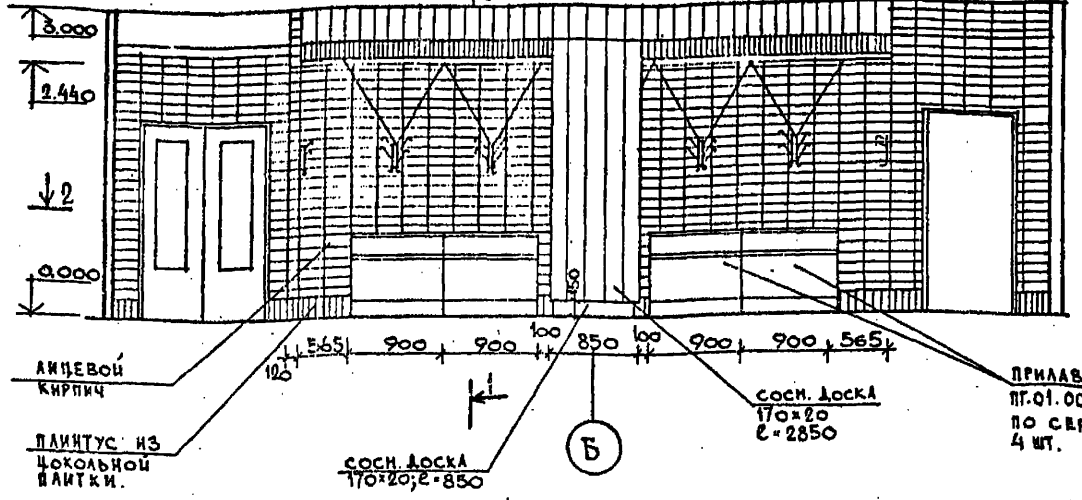 3.000
2.440
2
0.000
150
120
565
900
900
100
850
100
900
900
565
1
Б
ЛИЦЕВОЙ
КИРПИЧ
ПЛИНТУС ИЗ
ЦОКОЛЬНОЙ
ПЛИТКИ.
СОСН. ДОСКА
170×20; ℓ=850
СОСН. ДОСКА
170×20
ℓ=2850
ПРИЛАВ
ПГ.01.00
ПО СЕР
4 ШТ.